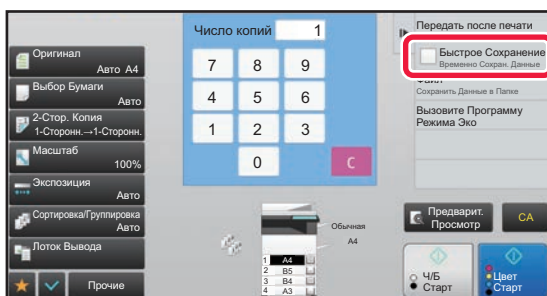 Оригинал
Авто A4
Выбор Бумаги
Авто
2-Стор. Копия
1-Сторонн.→1-Сторонн.
Масштаб
100%
Экспозиция
Авто
Сортировка/Группировка
Авто
Лоток Вывода
Прочие
Число копий 1
7 8 9
4 5 6
1 2 3
0 C
Обычная
A4
1 A4
2 B5
3 B4
4 A3
Передать после печати
Быстрое Сохранение
Временно Сохран. Данные
Файл
Сохранить Данные в Папке
Вызовите Программу
Режима Эко
Предварит.
Просмотр
CA
Ч/Б
Старт
Цвет
Старт